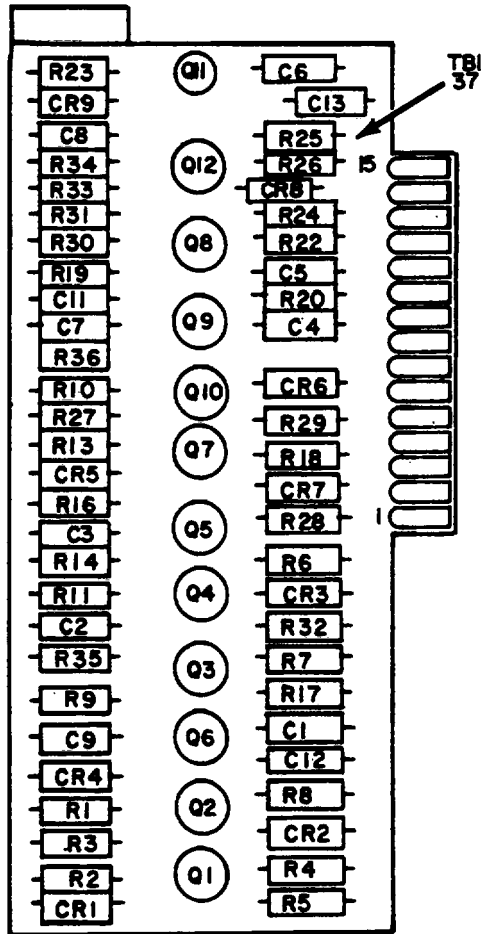 R23
CR9
C8
R34
R33
R31
R30
R19
C11
C7
R36
R10
R27
R13
CR5
R16
C3
R14
R11
C2
R35
R9
C9
CR4
R1
R3
R2
CR1
Q11
Q12
Q8
Q9
Q10
Q7
Q5
Q4
Q3
Q6
Q2
Q1
C6
C13
R25
R26
CR8
R24
R22
C5
R20
C4
CR6
R29
R18
CR7
R28
R6
CR3
R32
R7
R17
C1
C12
R8
CR2
R4
R5
TB1
37
15
1